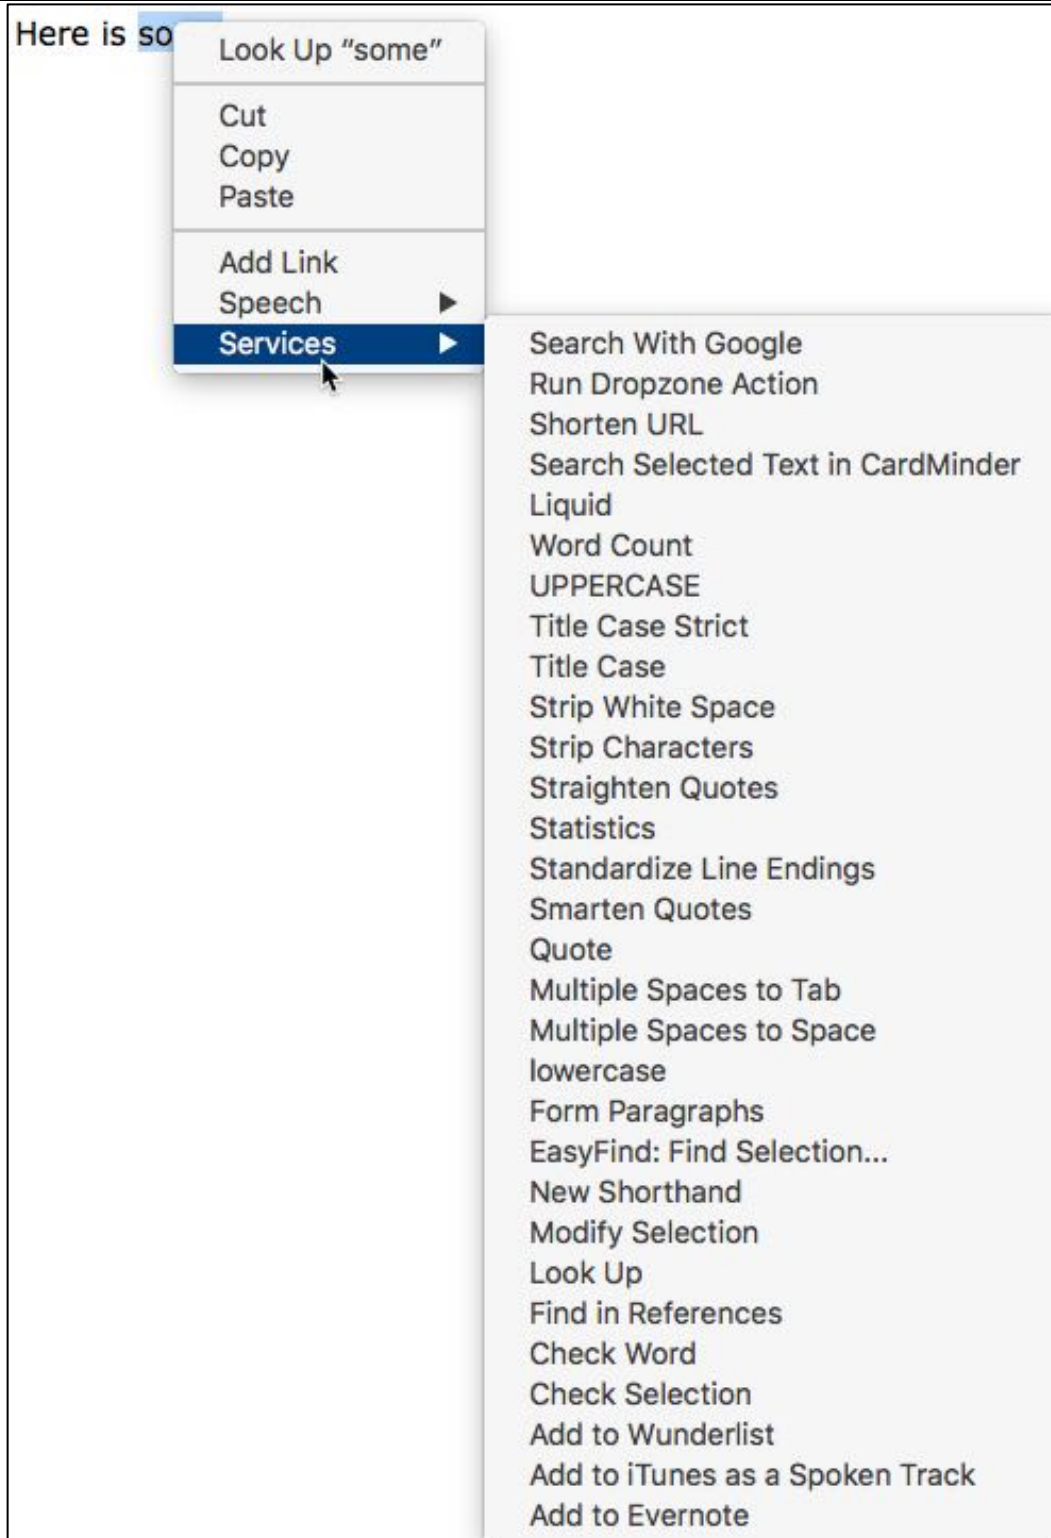 Here is so
Look Up “some”
Cut
Copy
Paste
Add Link
Speech
Services
Search With Google
Run Dropzone Action
Shorten URL
Search Selected Text in CardMinder
Liquid
Word Count
UPPERCASE
Title Case Strict
Title Case
Strip White Space
Strip Characters
Straighten Quotes
Statistics
Standardize Line Endings
Smarten Quotes
Quote
Multiple Spaces to Tab
Multiple Spaces to Space
lowercase
Form Paragraphs
EasyFind: Find Selection...
New Shorthand
Modify Selection
Look Up
Find in References
Check Word
Check Selection
Add to Wunderlist
Add to iTunes as a Spoken Track
Add to Evernote